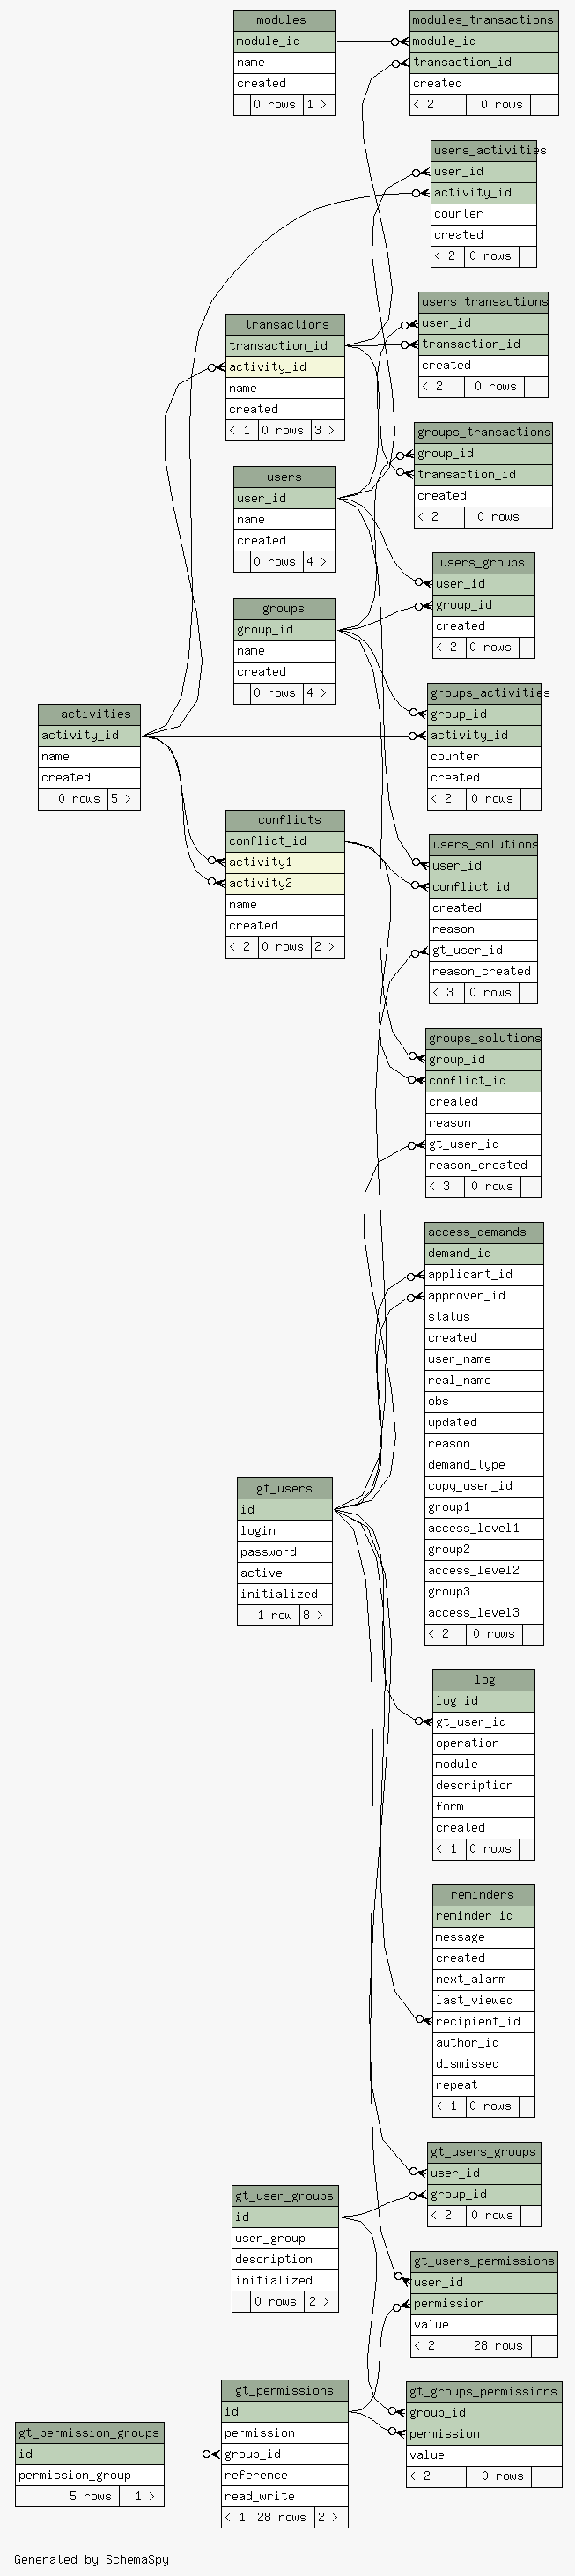 modules
module_id
name
created
0 rows 1 >
modules_transactions
module_id
transaction_id
created
< 2 0 rows
users_activities
user_id
activity_id
counter
created
< 2 0 rows
users_transactions
user_id
transaction_id
created
< 2 0 rows
transactions
transaction_id
activity_id
name
created
< 1 0 rows 3 >
groups_transactions
group_id
transaction_id
created
< 2 0 rows
users
user_id
name
created
0 rows 4 >
users_groups
user_id
group_id
created
< 2 0 rows
groups
group_id
name
created
0 rows 4 >
groups_activities
group_id
activity_id
counter
created
< 2 0 rows
activities
activity_id
name
created
0 rows 5 >
conflicts
conflict_id
activity1
activity2
name
created
< 2 0 rows 2 >
users_solutions
user_id
conflict_id
created
reason
gt_user_id
reason_created
< 3 0 rows
groups_solutions
group_id
conflict_id
created
reason
gt_user_id
reason_created
< 3 0 rows
access_demands
demand_id
applicant_id
approver_id
status
created
user_name
real_name
obs
updated
reason
demand_type
copy_user_id
group1
access_level1
group2
access_level2
group3
access_level3
< 2 0 rows
gt_users
id
login
password
active
initialized
1 row 8 >
log
log_id
gt_user_id
operation
module
description
form
created
< 1 0 rows
reminders
reminder_id
message
created
next_alarm
last_viewed
recipient_id
author_id
dismissed
repeat
< 1 0 rows
gt_users_groups
user_id
group_id
< 2 0 rows
gt_user_groups
id
user_group
description
initialized
0 rows 2 >
gt_users_permissions
user_id
permission
value
< 2 28 rows
gt_permissions
id
permission
group_id
reference
read_write
< 1 28 rows 2 >
gt_groups_permissions
group_id
permission
value
< 2 0 rows
gt_permission_groups
id
permission_group
5 rows 1 >
Generated by SchemaSpy